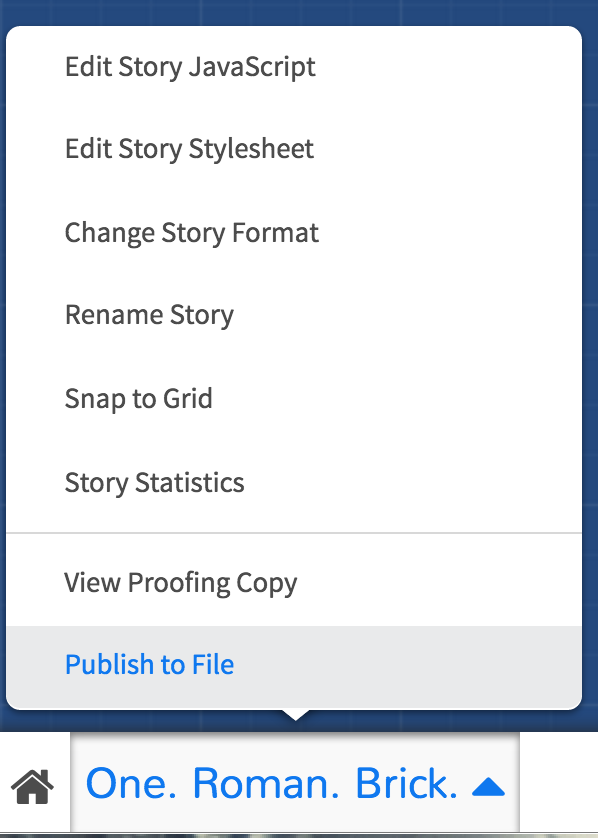 Edit Story JavaScript
Edit Story Stylesheet
Change Story Format
Rename Story
Snap to Grid
Story Statistics
View Proofing Copy
Publish to File
One. Roman. Brick.